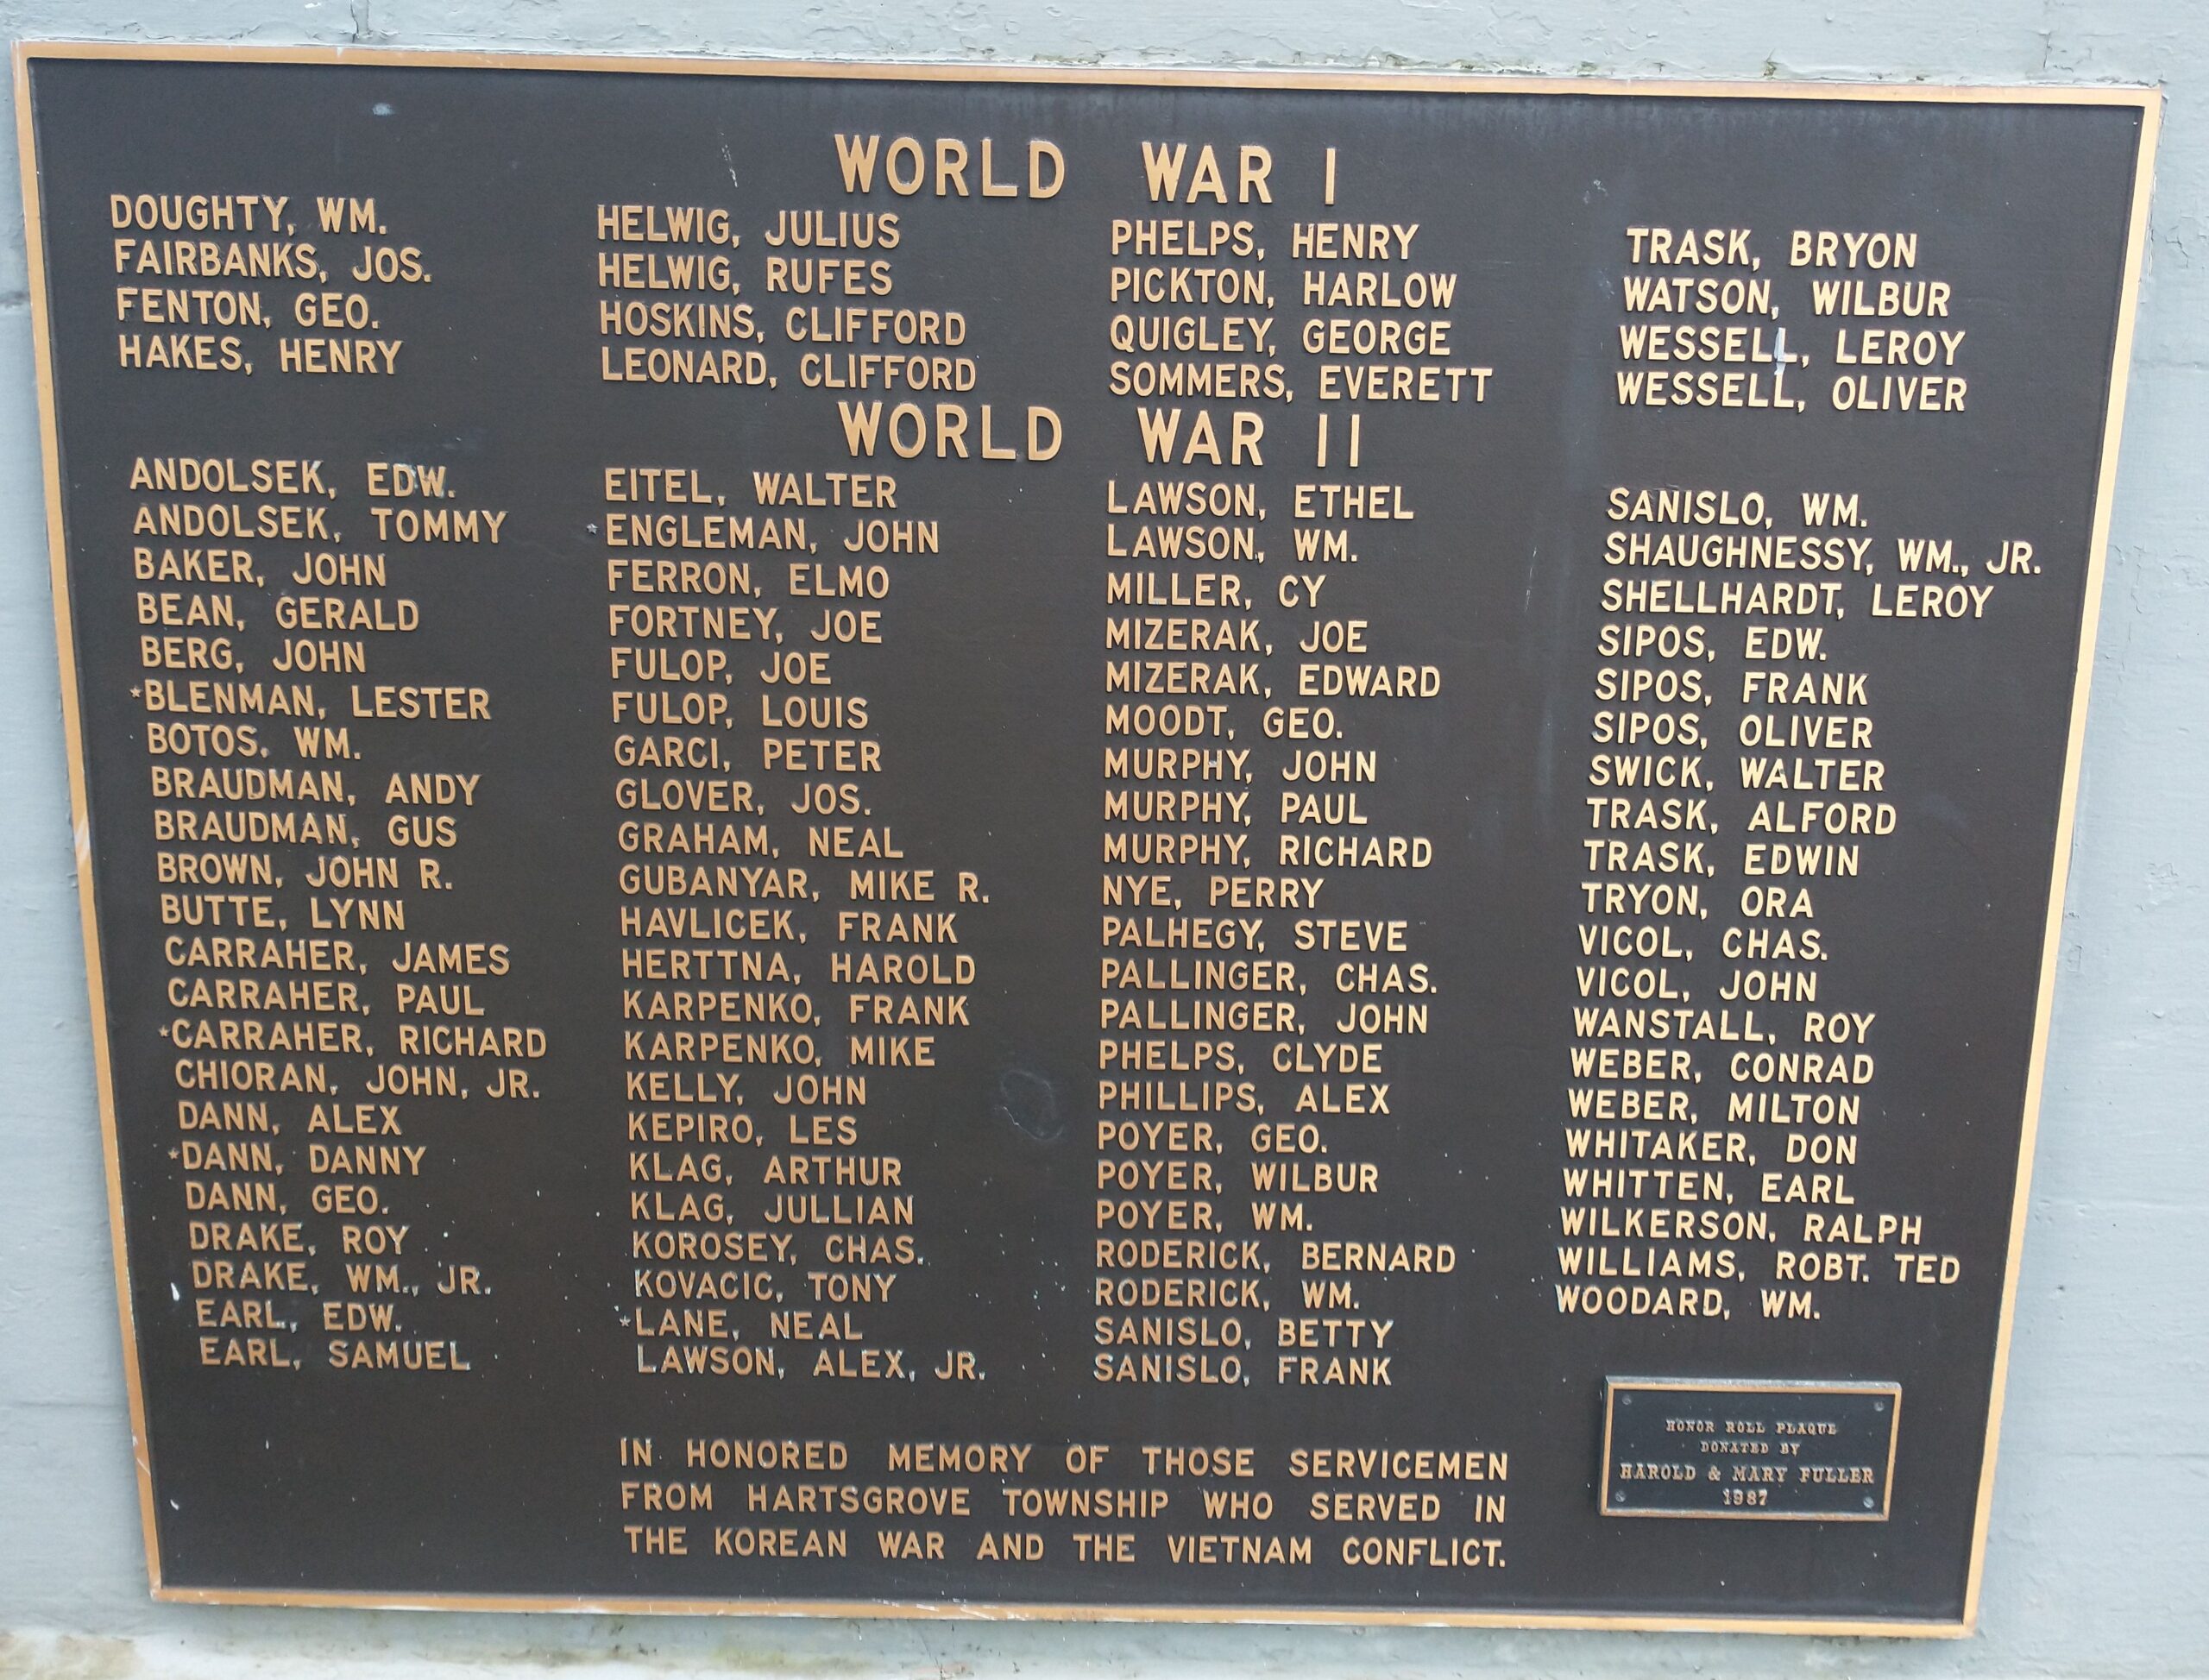 WORLD WAR I
DOUGHTY, WM.
FAIRBANKS, JOS.
FENTON, GEO.
HAKES, HENRY
HELWIG, JULIUS
HELWIG, RUFES
HOSKINS, CLIFFORD
LEONARD, CLIFFORD
PHELPS, HENRY
PICKTON, HARLOW
QUIGLEY, GEORGE
SOMMERS, EVERETT
TRASK, BRYON
WATSON, WILBUR
WESSELL, LEROY
WESSELL, OLIVER
WORLD WAR II
ANDOLSEK, EDW.
ANDOLSEK, TOMMY
BAKER, JOHN
BEAN, GERALD
BERG, JOHN
*BLENMAN, LESTER
BOTOS, WM.
BRAUDMAN, ANDY
BRAUDMAN, GUS
BROWN, JOHN R.
BUTTE, LYNN
CARRAHER, JAMES
CARRAHER, PAUL
*CARRAHER, RICHARD
CHIORAN, JOHN, JR.
DANN, ALEX
*DANN, DANNY
DANN, GEO.
DRAKE, ROY
DRAKE, WM., JR.
EARL, EDW.
EARL, SAMUEL
EITEL, WALTER
*ENGLEMAN, JOHN
FERRON, ELMO
FORTNEY, JOE
FULOP, JOE
FULOP, LOUIS
GARCI, PETER
GLOVER, JOS.
GRAHAM, NEAL
GUBANYAR, MIKE R.
HAVLICEK, FRANK
HERTTNA, HAROLD
KARPENKO, FRANK
KARPENKO, MIKE
KELLY, JOHN
KEPIRO, LES
KLAG, ARTHUR
KLAG, JULLIAN
KOROSEY, CHAS.
KOVACIC, TONY
*LANE, NEAL
LAWSON, ALEX, JR.
LAWSON, ETHEL
LAWSON, WM.
MILLER, CY
MIZERAK, JOE
MIZERAK, EDWARD
MOODT, GEO.
MURPHY, JOHN
MURPHY, PAUL
MURPHY, RICHARD
NYE, PERRY
PALHEGY, STEVE
PALLINGER, CHAS.
PALLINGER, JOHN
PHELPS, CLYDE
PHILLIPS, ALEX
POYER, GEO.
POYER, WILBUR
POYER, WM.
RODERICK, BERNARD
RODERICK, WM.
SANISLO, BETTY
SANISLO, FRANK
SANISLO, WM.
SHAUGHNESSY, WM., JR.
SHELLHARDT, LEROY
SIPOS, EDW.
SIPOS, FRANK
SIPOS, OLIVER
SWICK, WALTER
TRASK, ALFORD
TRASK, EDWIN
TRYON, ORA
VICOL, CHAS.
VICOL, JOHN
WANSTALL, ROY
WEBER, CONRAD
WEBER, MILTON
WHITAKER, DON
WHITTEN, EARL
WILKERSON, RALPH
WILLIAMS, ROBT. TED
WOODARD, WM.
IN HONORED MEMORY OF THOSE SERVICEMEN
FROM HARTSGROVE TOWNSHIP WHO SERVED IN
THE KOREAN WAR AND THE VIETNAM CONFLICT.
HONOR ROLL PLAQUE
DONATED BY
HAROLD & MARY FULLER
1987